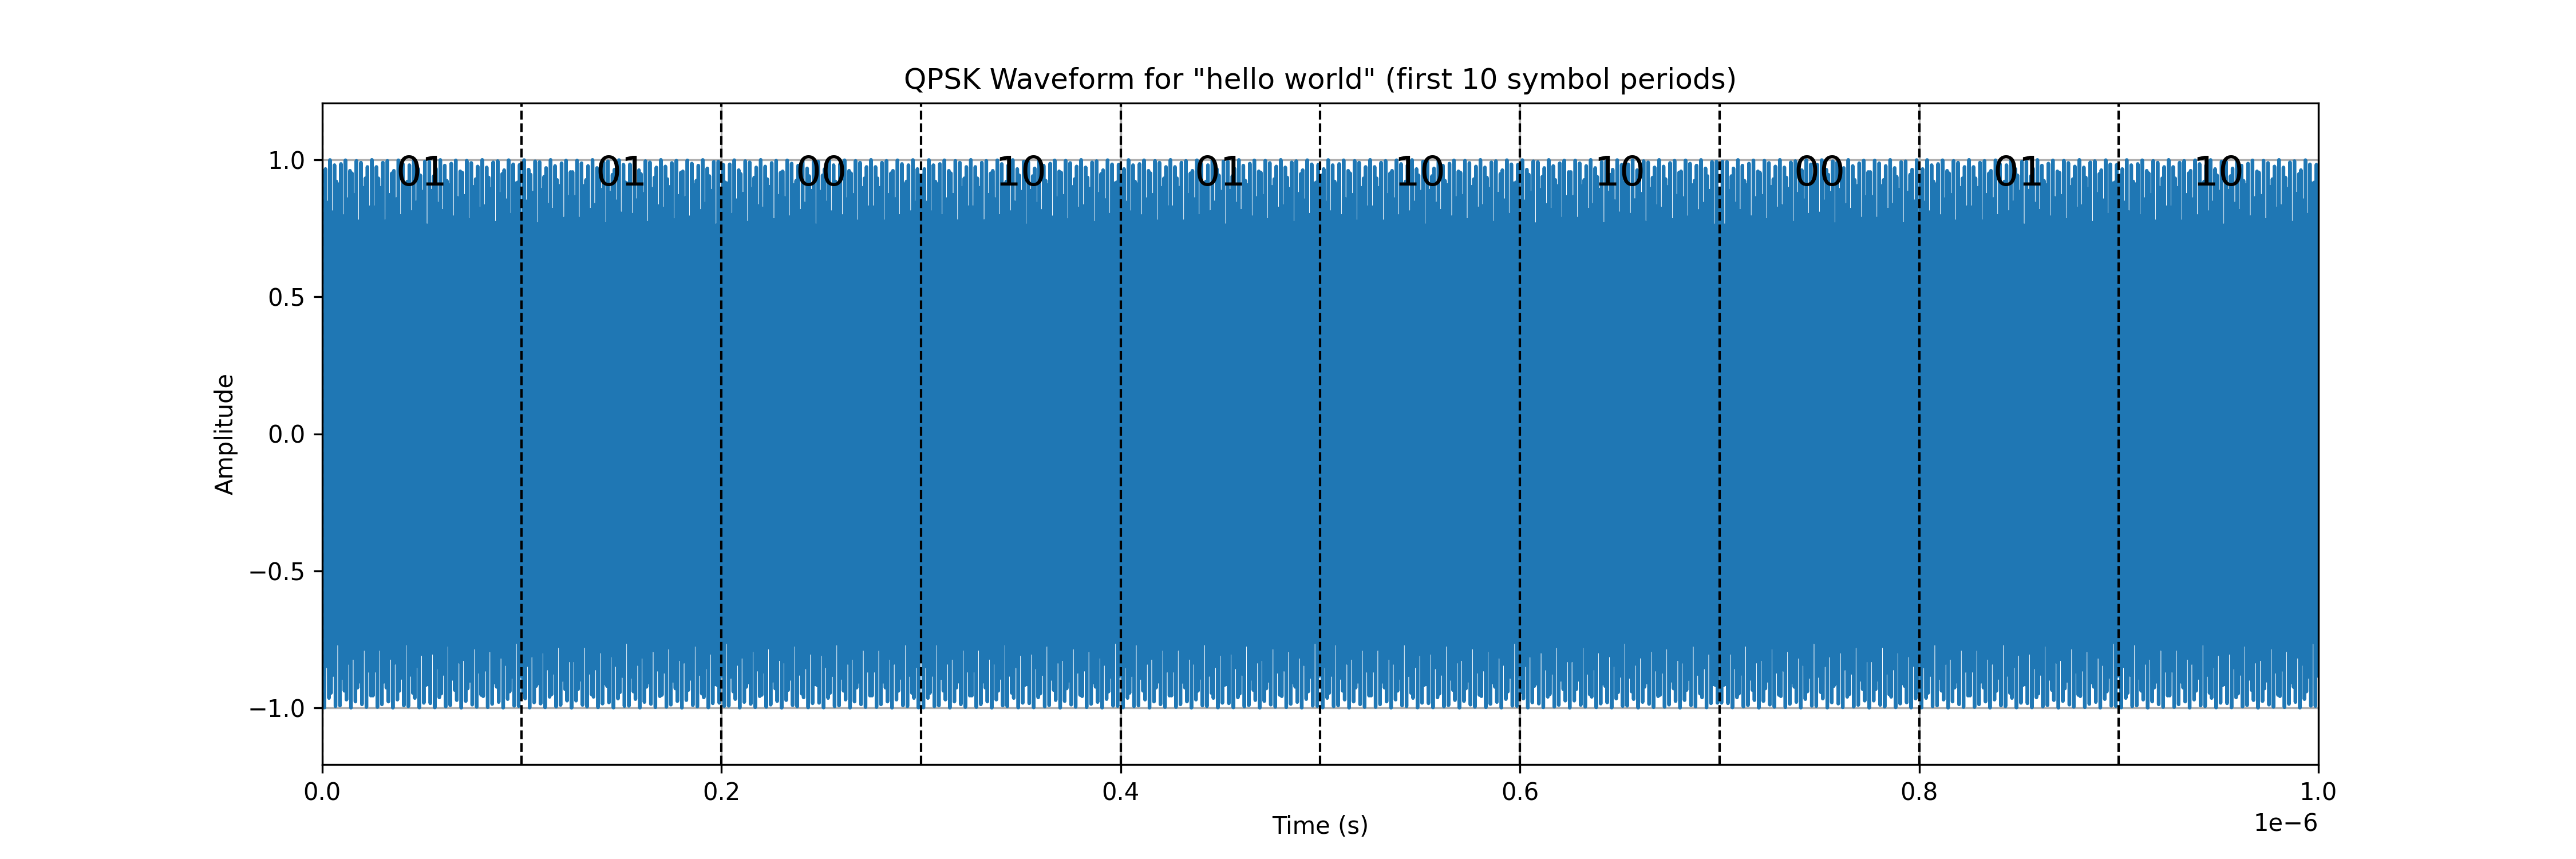 QPSK Waveform for "hello world" (first 10 symbol periods)
01 01 00 10 01 10 10 00 01 10
1.0
0.5
0.0
−0.5
−1.0
Amplitude
0.0 0.2 0.4 0.6 0.8 1.0
Time (s)
1e−6